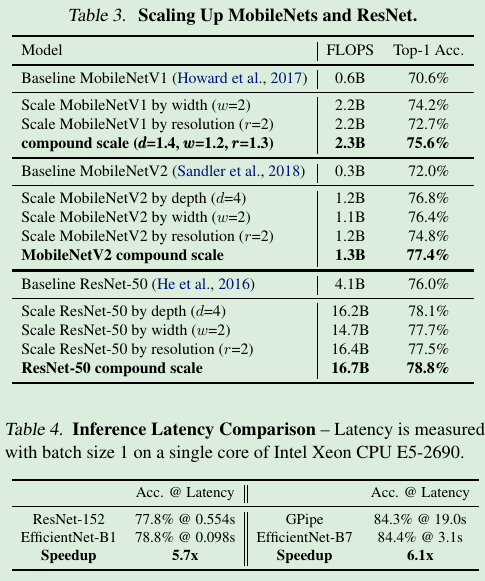 Table 3. Scaling Up MobileNets and ResNet.
Model FLOPS Top-1 Acc.
Baseline MobileNetV1 (Howard et al., 2017) 0.6B 70.6%
Scale MobileNetV1 by width (w=2) 2.2B 74.2%
Scale MobileNetV1 by resolution (r=2) 2.2B 72.7%
compound scale (d=1.4, w=1.2, r=1.3) 2.3B 75.6%
Baseline MobileNetV2 (Sandler et al., 2018) 0.3B 72.0%
Scale MobileNetV2 by depth (d=4) 1.2B 76.8%
Scale MobileNetV2 by width (w=2) 1.1B 76.4%
Scale MobileNetV2 by resolution (r=2) 1.2B 74.8%
MobileNetV2 compound scale 1.3B 77.4%
Baseline ResNet-50 (He et al., 2016) 4.1B 76.0%
Scale ResNet-50 by depth (d=4) 16.2B 78.1%
Scale ResNet-50 by width (w=2) 14.7B 77.7%
Scale ResNet-50 by resolution (r=2) 16.4B 77.5%
ResNet-50 compound scale 16.7B 78.8%
Table 4. Inference Latency Comparison – Latency is measured
with batch size 1 on a single core of Intel Xeon CPU E5-2690.
Acc. @ Latency Acc. @ Latency
ResNet-152 77.8% @ 0.554s GPipe 84.3% @ 19.0s
EfficientNet-B1 78.8% @ 0.098s EfficientNet-B7 84.4% @ 3.1s
Speedup 5.7x Speedup 6.1x